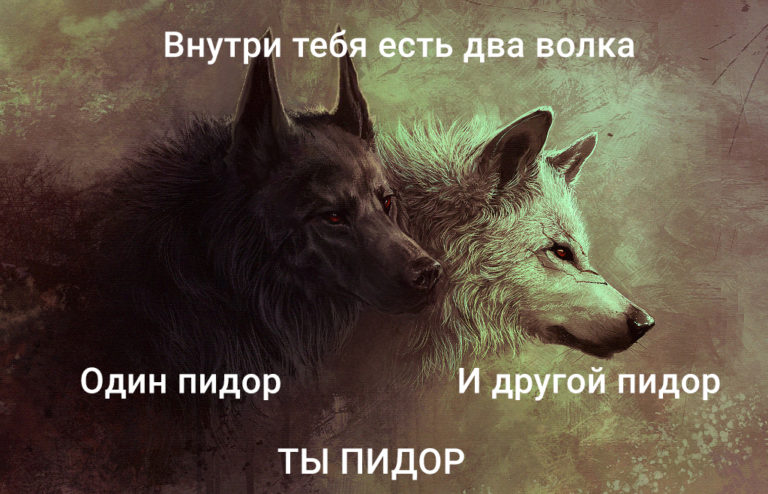 Внутри тебя есть два волка
Один пидор
И другой пидор
ТЫ ПИДОР